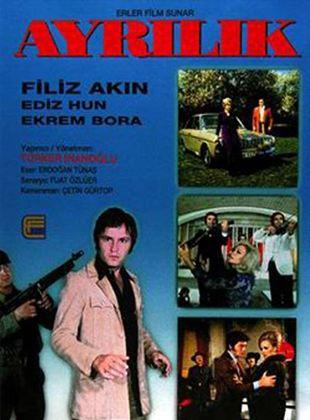 ERLER FİLM SUNAR
AYRILIK
FİLİZ AKIN
EDİZ HUN
EKREM BORA
Yapımcı / Yönetmen:
TÜRKER İNANOĞLU
Eser: ERDOĞAN TÜNAŞ
Senaryo: FUAT ÖZLÜER
Kameraman: ÇETİN GÜRTOP